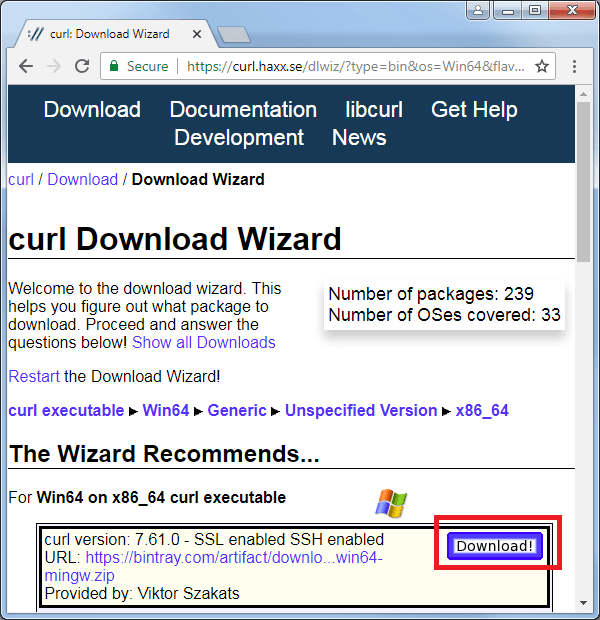 curl: Download Wizard
Secure https://curl.haxx.se/dlwiz/?type=bin&os=Win64&flav...
Download Documentation libcurl Get Help
Development News
curl / Download / Download Wizard
curl Download Wizard
Welcome to the download wizard. This
helps you figure out what package to
download. Proceed and answer the
questions below! Show all Downloads
Number of packages: 239
Number of OSes covered: 33
Restart the Download Wizard!
curl executable ▸ Win64 ▸ Generic ▸ Unspecified Version ▸ x86_64
The Wizard Recommends...
For Win64 on x86_64 curl executable
curl version: 7.61.0 - SSL enabled SSH enabled
URL: https://bintray.com/artifact/downlo...win64-
mingw.zip
Provided by: Viktor Szakats
Download!